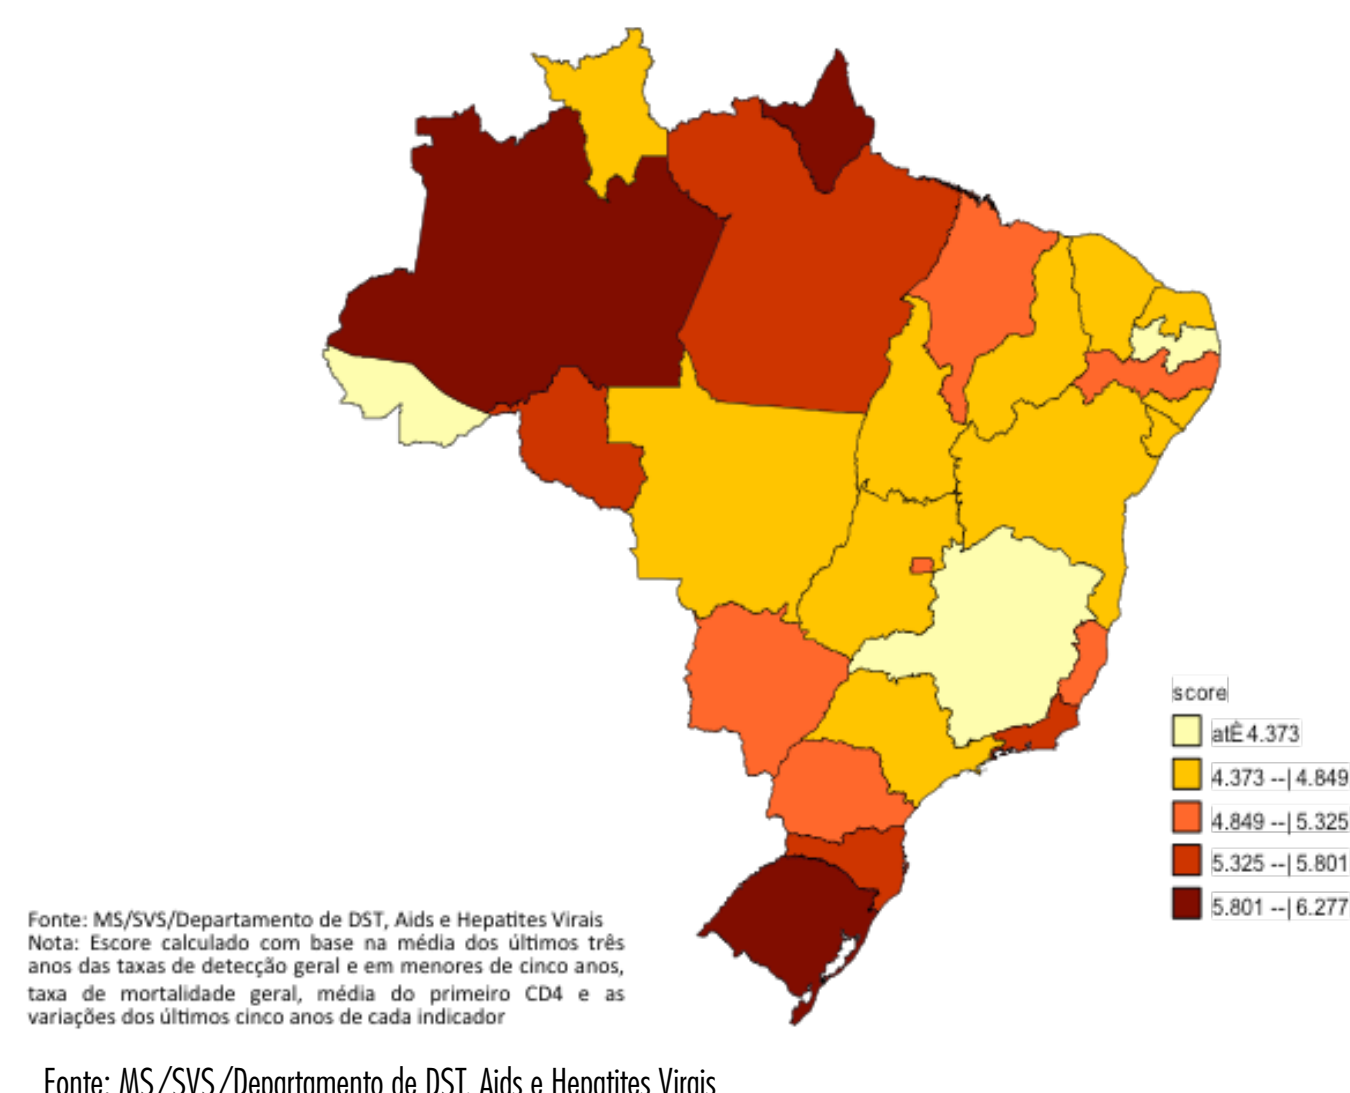 score
atÈ 4.373
4.373 --| 4.849
4.849 --| 5.325
5.325 --| 5.801
5.801 --| 6.277
Fonte: MS/SVS/Departamento de DST, Aids e Hepatites Virais
Nota: Escore calculado com base na média dos últimos três
anos das taxas de detecção geral e em menores de cinco anos,
taxa de mortalidade geral, média do primeiro CD4 e as
variações dos últimos cinco anos de cada indicador
Fonte: MS/SVS/Departamento de DST, Aids e Hepatites Virais